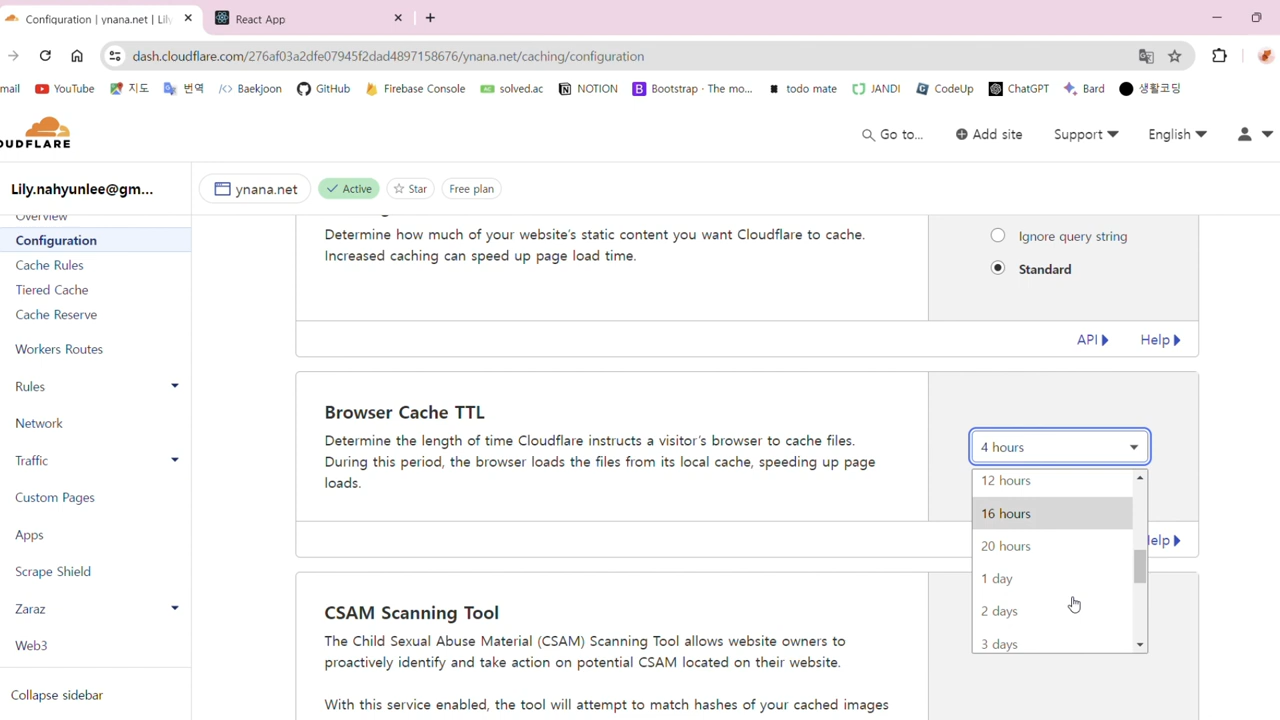 Configuration | ynana.net | Lil
React App
dash.cloudflare.com/276af03a2dfe07945f2dad4897158676/ynana.net/caching/configuration
mail YouTube 지도 번역 </> Baekjoon GitHub Firebase Console solved.ac NOTION Bootstrap · The mo... todo mate JANDI CodeUp ChatGPT Bard 생활코딩
OUDFLARE
Go to... Add site Support English
Lily.nahyunlee@gm...
ynana.net Active Star Free plan
Overview
Configuration
Cache Rules
Tiered Cache
Cache Reserve
Workers Routes
Rules
Network
Traffic
Custom Pages
Apps
Scrape Shield
Zaraz
Web3
Collapse sidebar
Determine how much of your website's static content you want Cloudflare to cache.
Increased caching can speed up page load time.
Ignore query string
Standard
API Help
Browser Cache TTL
Determine the length of time Cloudflare instructs a visitor's browser to cache files.
During this period, the browser loads the files from its local cache, speeding up page
loads.
4 hours
12 hours
16 hours
20 hours
1 day
2 days
3 days
elp
CSAM Scanning Tool
The Child Sexual Abuse Material (CSAM) Scanning Tool allows website owners to
proactively identify and take action on potential CSAM located on their website.
With this service enabled, the tool will attempt to match hashes of your cached images